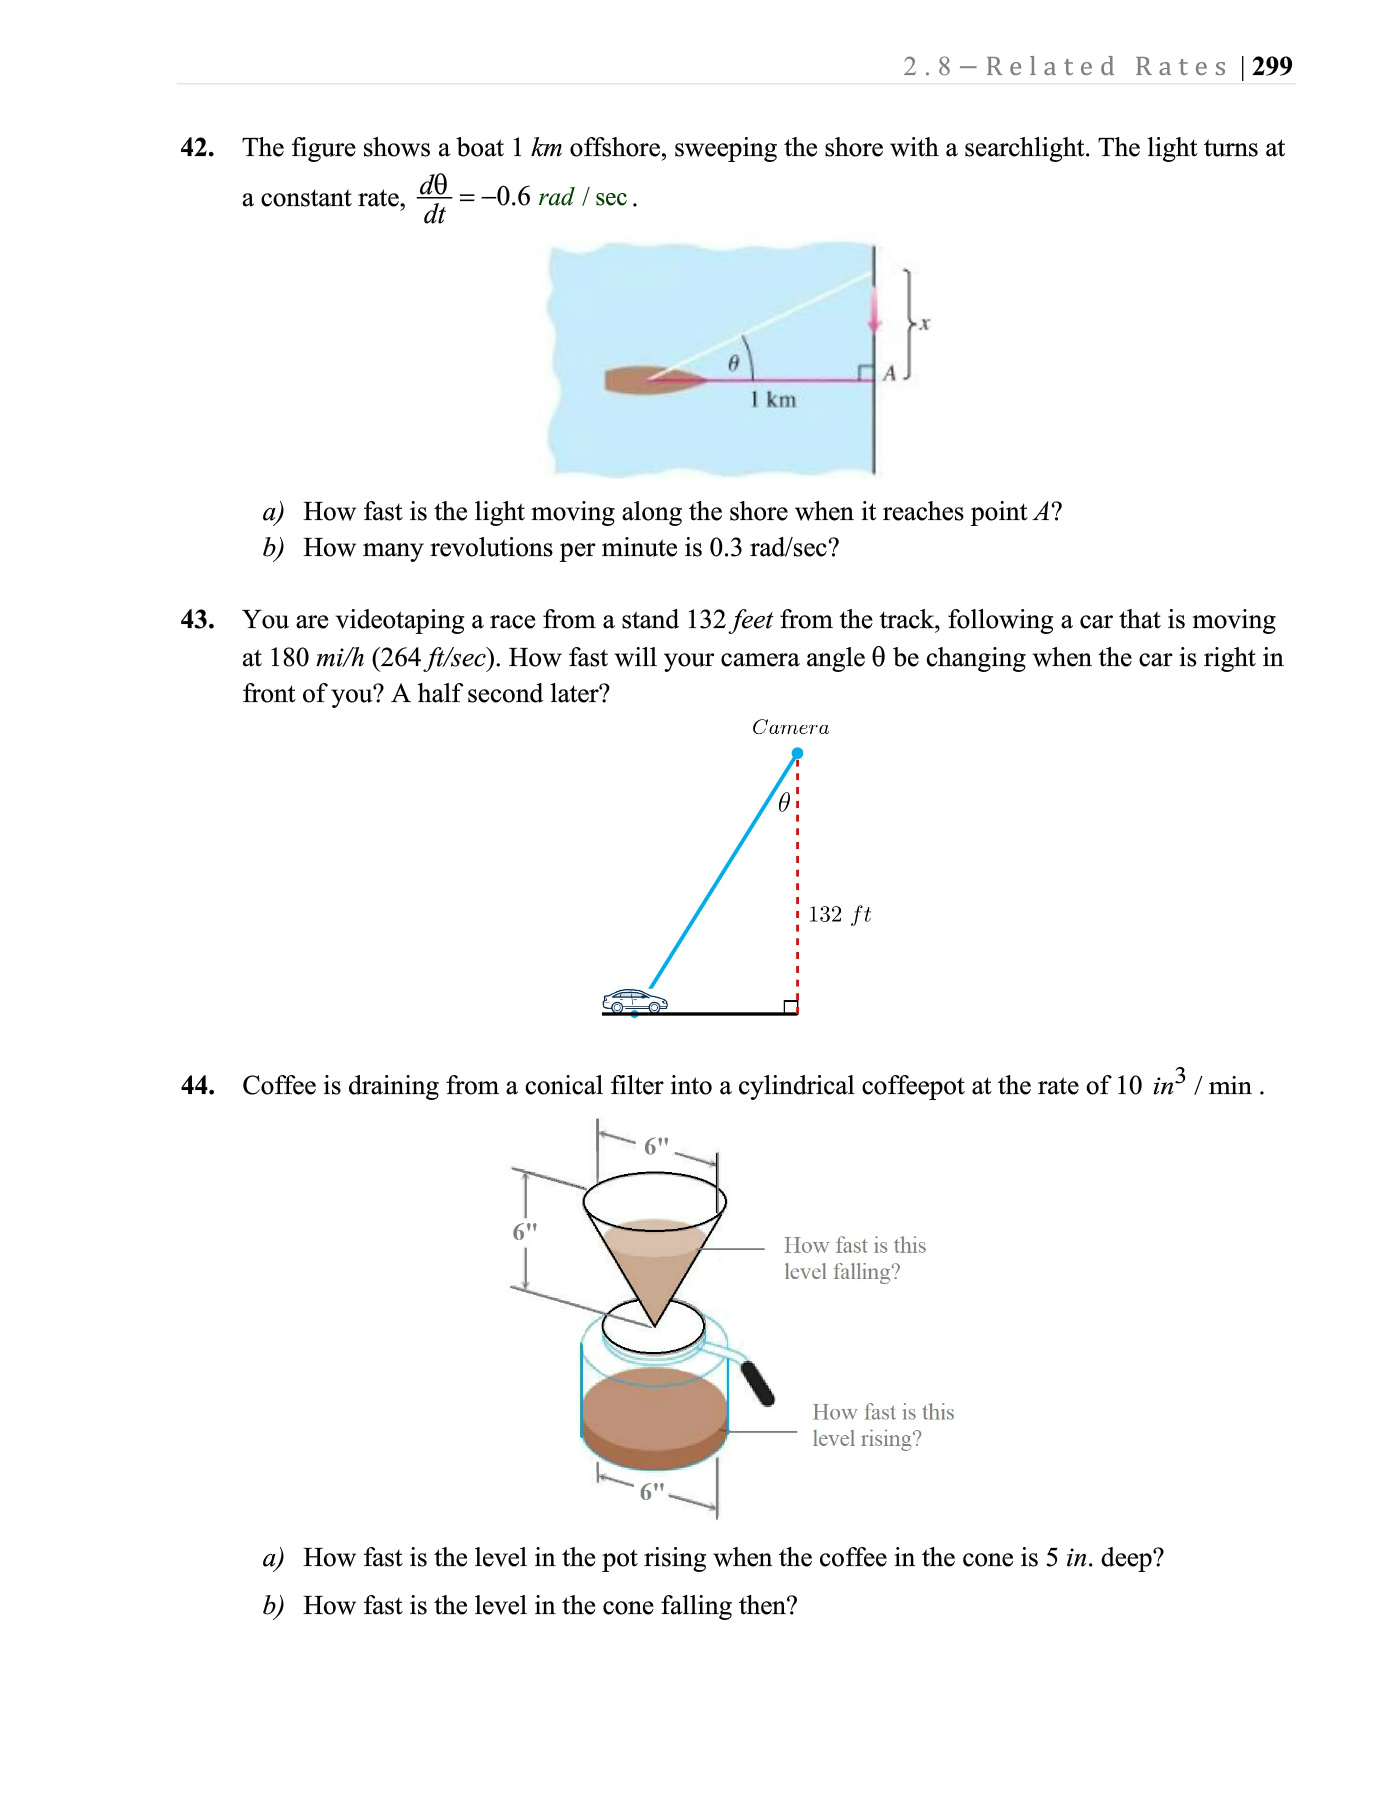 2.8 – Related Rates | 299
42. The figure shows a boat 1 km offshore, sweeping the shore with a searchlight. The light turns at
a constant rate, dθ/dt = −0.6 rad / sec .
x
θ
A
1 km
a) How fast is the light moving along the shore when it reaches point A?
b) How many revolutions per minute is 0.3 rad/sec?
43. You are videotaping a race from a stand 132 feet from the track, following a car that is moving
at 180 mi/h (264 ft/sec). How fast will your camera angle θ be changing when the car is right in
front of you? A half second later?
Camera
θ
132 ft
44. Coffee is draining from a conical filter into a cylindrical coffeepot at the rate of 10 in³ / min .
6"
6"
How fast is this
level falling?
How fast is this
level rising?
6"
a) How fast is the level in the pot rising when the coffee in the cone is 5 in. deep?
b) How fast is the level in the cone falling then?